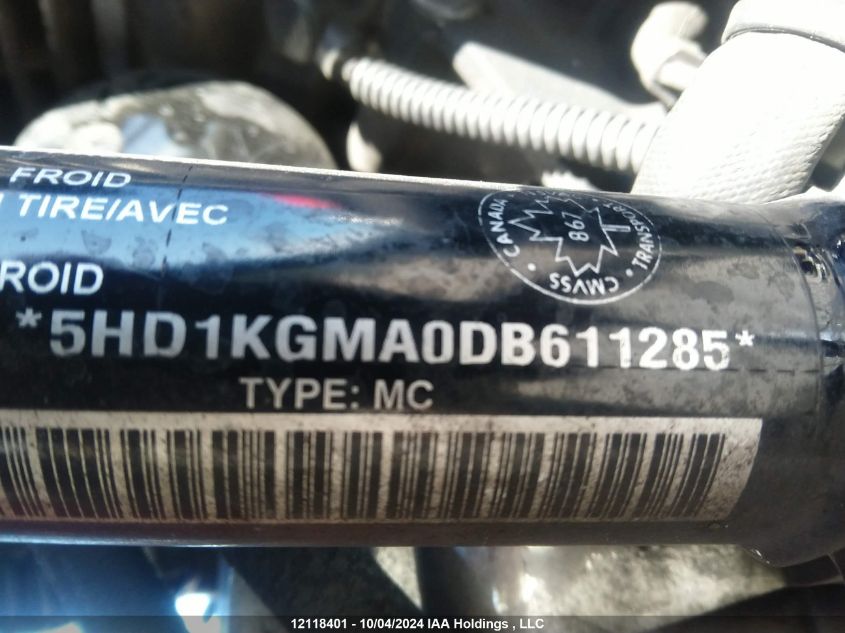 FROID
TIRE/AVEC
ROID
*5HD1KGMA0DB611285*
TYPE: MC
CANADA
867
TRANSPORT
CMVSS
12118401 - 10/04/2024 IAA Holdings , LLC